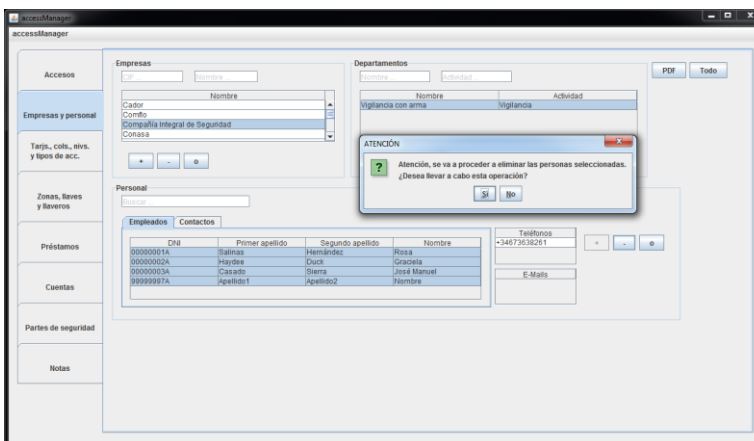 accessManager
accessManager
Accesos
Empresas y personal
Tarjs., cols., nivs.
y tipos de acc.
Zonas, llaves
y llaveros
Préstamos
Cuentas
Partes de seguridad
Notas
Empresas
CIF ...
Nombre ...
Nombre
Cador
Comflo
Compañía Integral de Seguridad
Conasa
+ - o
Departamentos
Nombre ...
Actividad ...
Nombre Actividad
Vigilancia con arma Vigilancia
PDF Todo
ATENCIÓN
Atención, se va a proceder a eliminar las personas seleccionadas.
¿Desea llevar a cabo esta operación?
Sí No
Personal
Buscar ...
Empleados Contactos
DNI Primer apellido Segundo apellido Nombre
00000001A Salinas Hernández Rosa
00000002A Haydee Duck Graciela
00000003A Casado Sierra José Manuel
99999997A Apellido1 Apellido2 Nombre
Teléfonos
+34673638261
E-Mails
+ - o